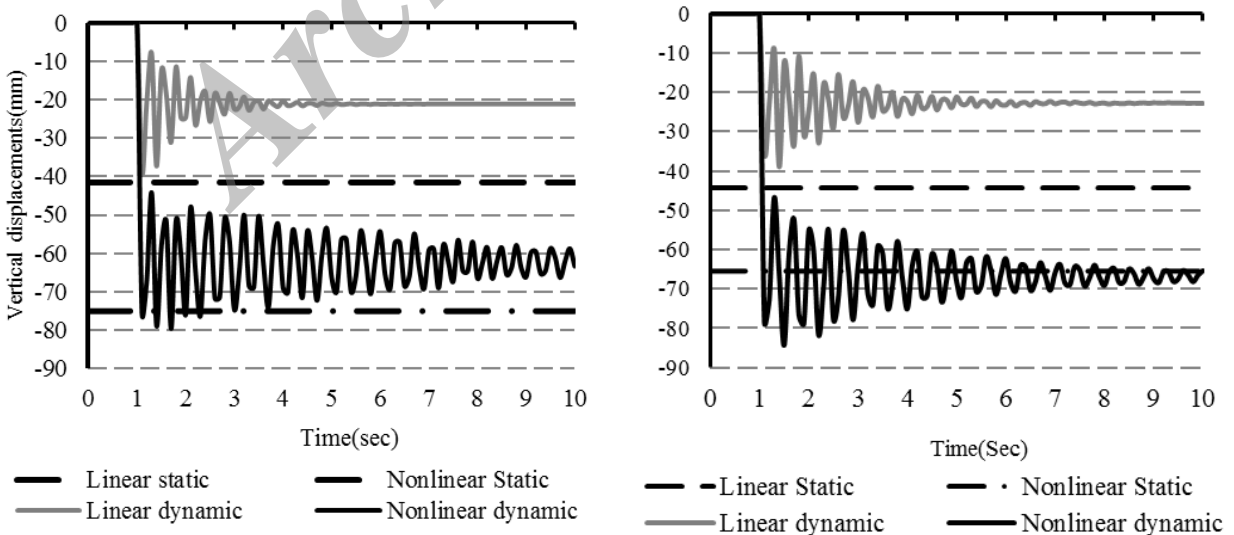 Arc
0
-10
-20
-30
-40
-50
-60
-70
-80
-90
Vertical displacements(mm)
0 1 2 3 4 5 6 7 8 9 10
Time(sec)
Linear static Nonlinear Static
Linear dynamic Nonlinear dynamic
0
-10
-20
-30
-40
-50
-60
-70
-80
-90
0 1 2 3 4 5 6 7 8 9 10
Time(Sec)
Linear Static Nonlinear Static
Linear dynamic Nonlinear dynamic